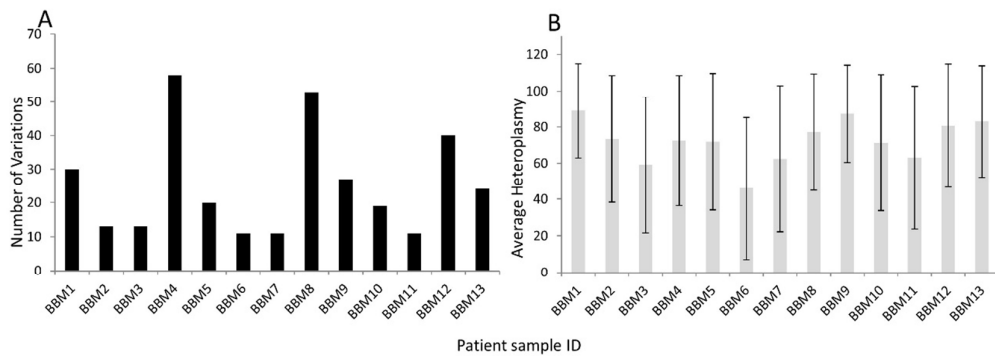 A
Number of Variations
70
60
50
40
30
20
10
0
BBM1 BBM2 BBM3 BBM4 BBM5 BBM6 BBM7 BBM8 BBM9 BBM10 BBM11 BBM12 BBM13
B
Average Heteroplasmy
120
100
80
60
40
20
0
BBM1 BBM2 BBM3 BBM4 BBM5 BBM6 BBM7 BBM8 BBM9 BBM10 BBM11 BBM12 BBM13
Patient sample ID